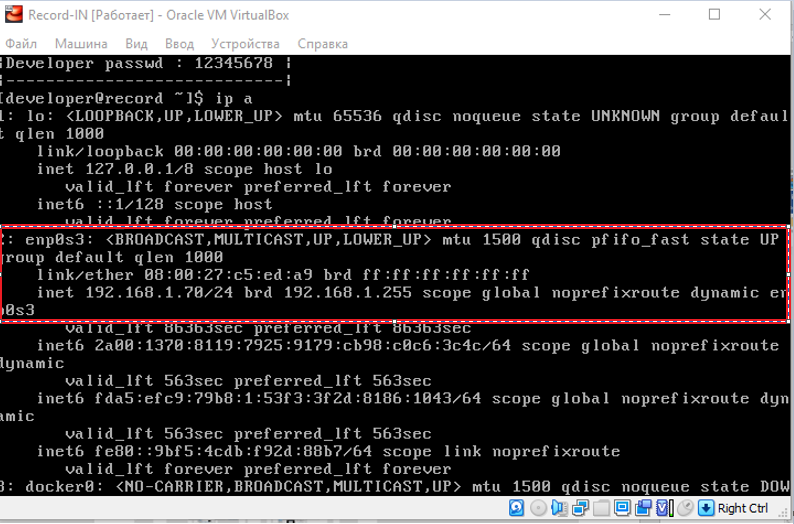 Record-IN [Работает] - Oracle VM VirtualBox
Файл Машина Вид Ввод Устройства Справка
|Developer passwd : 12345678 |
|----------------------------|
[developer@record ~]$ ip a
1: lo: <LOOPBACK,UP,LOWER_UP> mtu 65536 qdisc noqueue state UNKNOWN group defaul
t qlen 1000
link/loopback 00:00:00:00:00:00 brd 00:00:00:00:00:00
inet 127.0.0.1/8 scope host lo
valid_lft forever preferred_lft forever
inet6 ::1/128 scope host
valid_lft forever preferred_lft forever
2: enp0s3: <BROADCAST,MULTICAST,UP,LOWER_UP> mtu 1500 qdisc pfifo_fast state UP
group default qlen 1000
link/ether 08:00:27:c5:ed:a9 brd ff:ff:ff:ff:ff:ff
inet 192.168.1.70/24 brd 192.168.1.255 scope global noprefixroute dynamic en
p0s3
valid_lft 86363sec preferred_lft 86363sec
inet6 2a00:1370:8119:7925:9179:cb98:c0c6:3c4c/64 scope global noprefixroute
dynamic
valid_lft 563sec preferred_lft 563sec
inet6 fda5:efc9:79b8:1:53f3:3f2d:8186:1043/64 scope global noprefixroute dyn
amic
valid_lft 563sec preferred_lft 563sec
inet6 fe80::9bf5:4cdb:f92d:88b7/64 scope link noprefixroute
valid_lft forever preferred_lft forever
3: docker0: <NO-CARRIER,BROADCAST,MULTICAST,UP> mtu 1500 qdisc noqueue state DOW
Right Ctrl